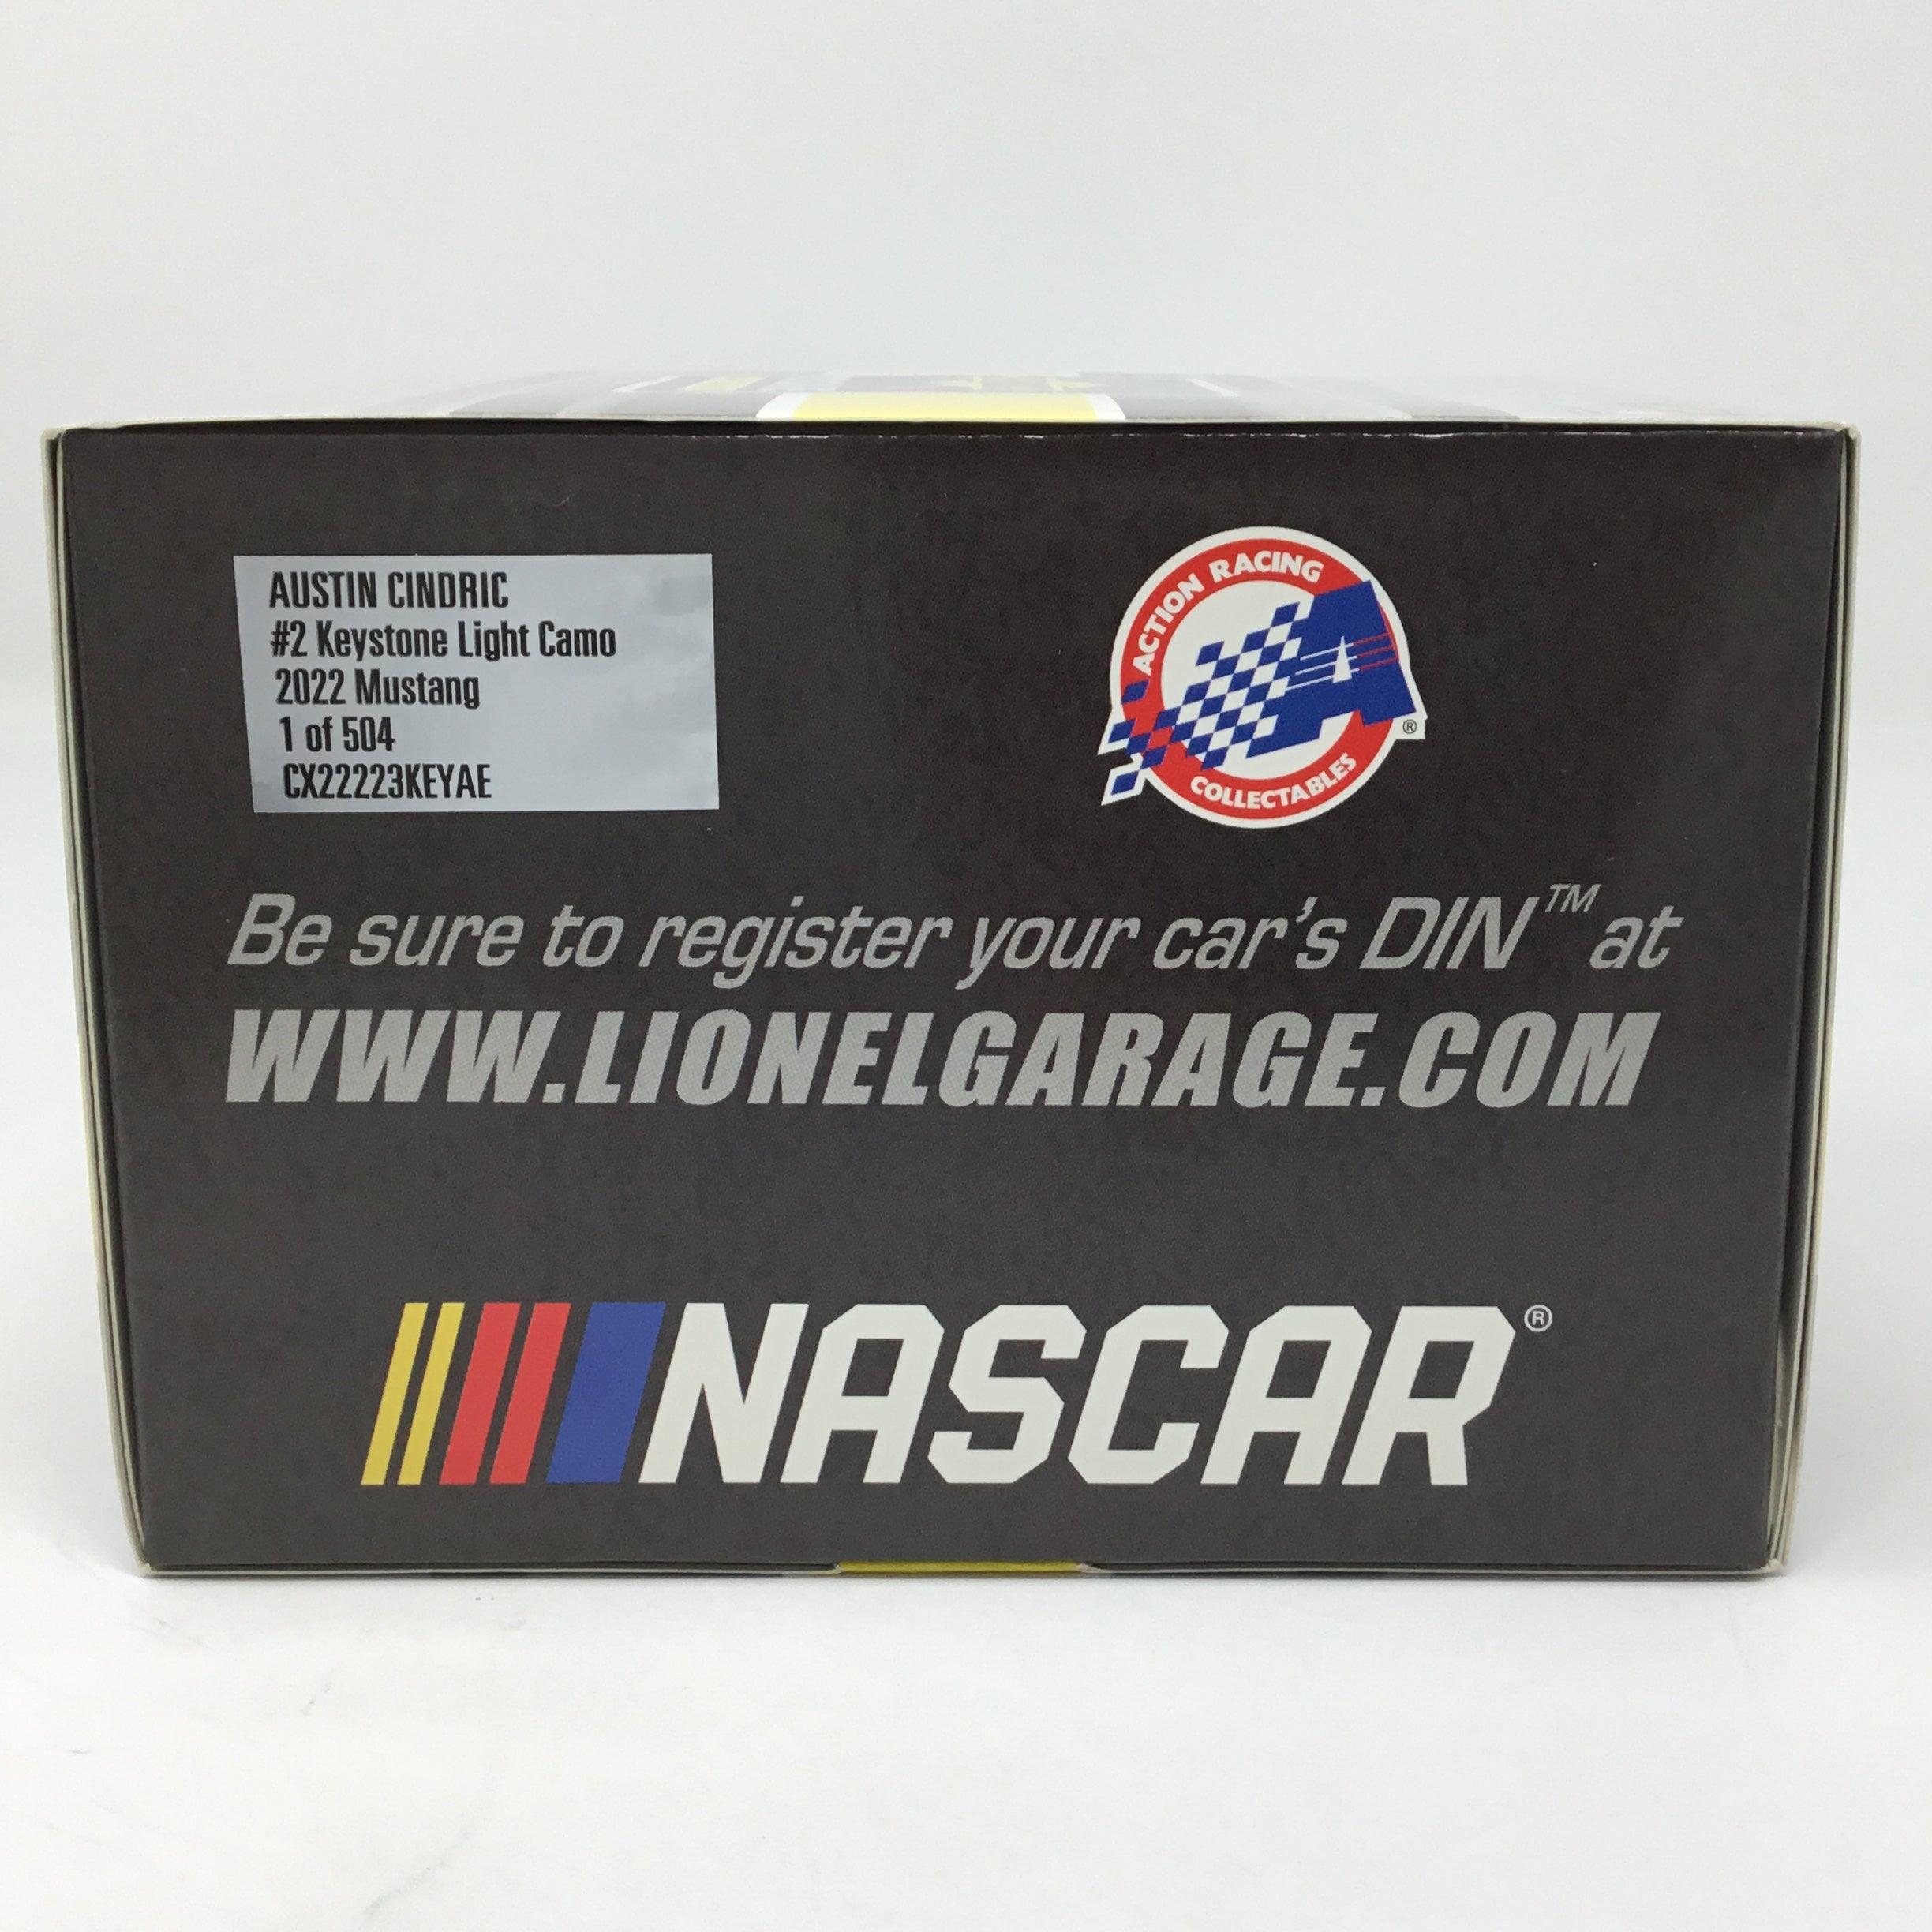 AUSTIN CINDRIC
#2 Keystone Light Camo
2022 Mustang
1 of 504
CX22223KEYAE
ACTION RACING
A
®
COLLECTABLES
Be sure to register your car's DIN™ at
WWW.LIONELGARAGE.COM
NASCAR®